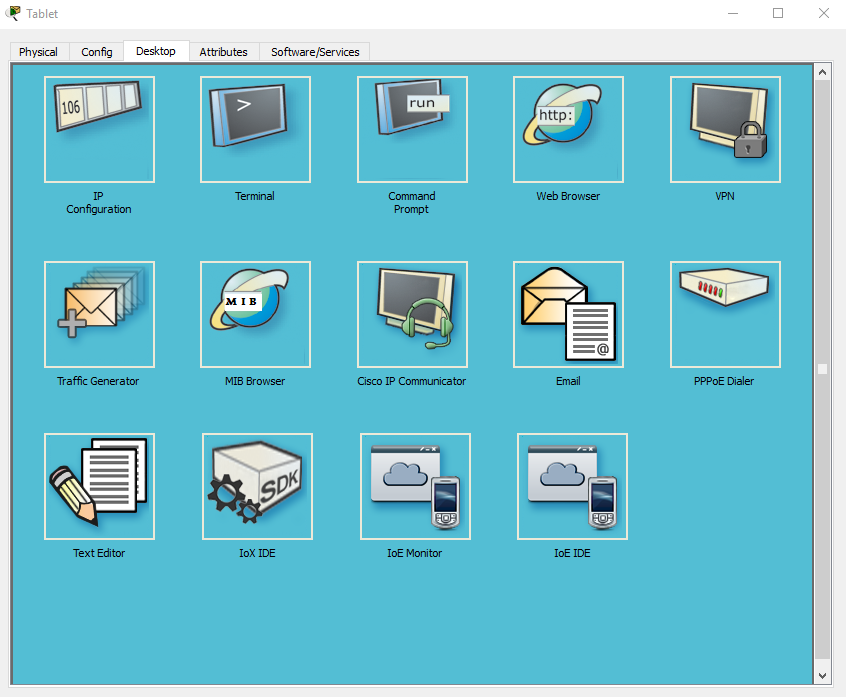 Tablet
Physical Config Desktop Attributes Software/Services
106 > run http:
IP Terminal Command Web Browser VPN
Configuration Prompt
MIB @
Traffic Generator MIB Browser Cisco IP Communicator Email PPPoE Dialer
SDK
Text Editor IoX IDE IoE Monitor IoE IDE